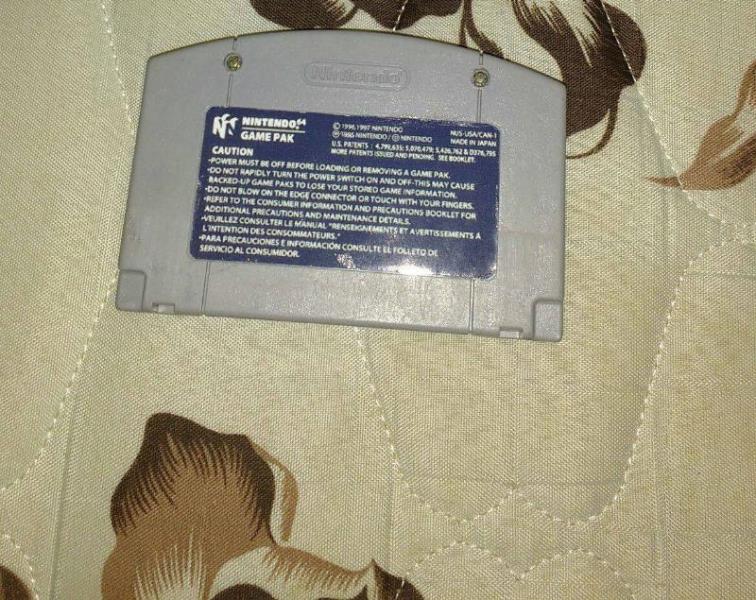 Nintendo
NINTENDO 64
GAME PAK
© 1996, 1997 NINTENDO
NUS-USA/CAN-1
MADE IN JAPAN
U.S. PATENTS : 4,799,635; 5,070,479; 5,426,762 & D376,795
MORE PATENTS ISSUED AND PENDING. SEE BOOKLET.
CAUTION
•POWER MUST BE OFF BEFORE LOADING OR REMOVING A GAME PAK.
•DO NOT RAPIDLY TURN THE POWER SWITCH ON AND OFF-THIS MAY CAUSE
BACKED-UP GAME PAKS TO LOSE YOUR STORED GAME INFORMATION.
•DO NOT BLOW ON THE EDGE CONNECTOR OR TOUCH WITH YOUR FINGERS.
•REFER TO THE CONSUMER INFORMATION AND PRECAUTIONS BOOKLET FOR
ADDITIONAL PRECAUTIONS AND MAINTENANCE DETAILS.
•VEUILLEZ CONSULTER LE MANUAL "RENSEIGNEMENTS ET AVERTISSEMENTS À
L'INTENTION DES CONSOMMATEURS."
•PARA PRECAUCIONES E INFORMACIÓN CONSULTE EL FOLLETO DE
SERVICIO AL CONSUMIDOR.